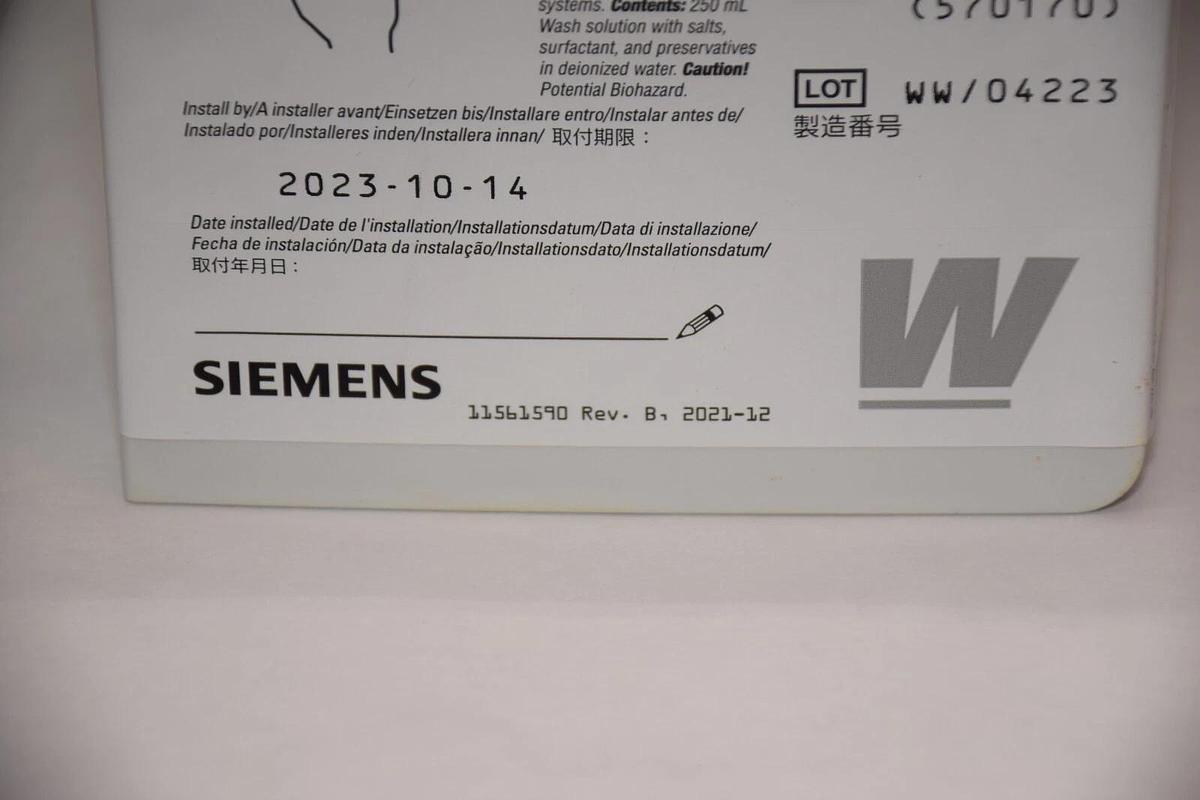 systems. Contents: 250 mL
Wash solution with salts,
surfactant, and preservatives
in deionized water. Caution!
Potential Biohazard.
(570170)
LOT WW/04223
製造番号
Install by/A installer avant/Einsetzen bis/Installare entro/Instalar antes de/
Instalado por/Installeres inden/Installera innan/ 取付期限：
2023-10-14
Date installed/Date de l'installation/Installationsdatum/Data di installazione/
Fecha de instalación/Data da instalação/Installationsdato/Installationsdatum/
取付年月日：
SIEMENS
11561590 Rev. B, 2021-12
W